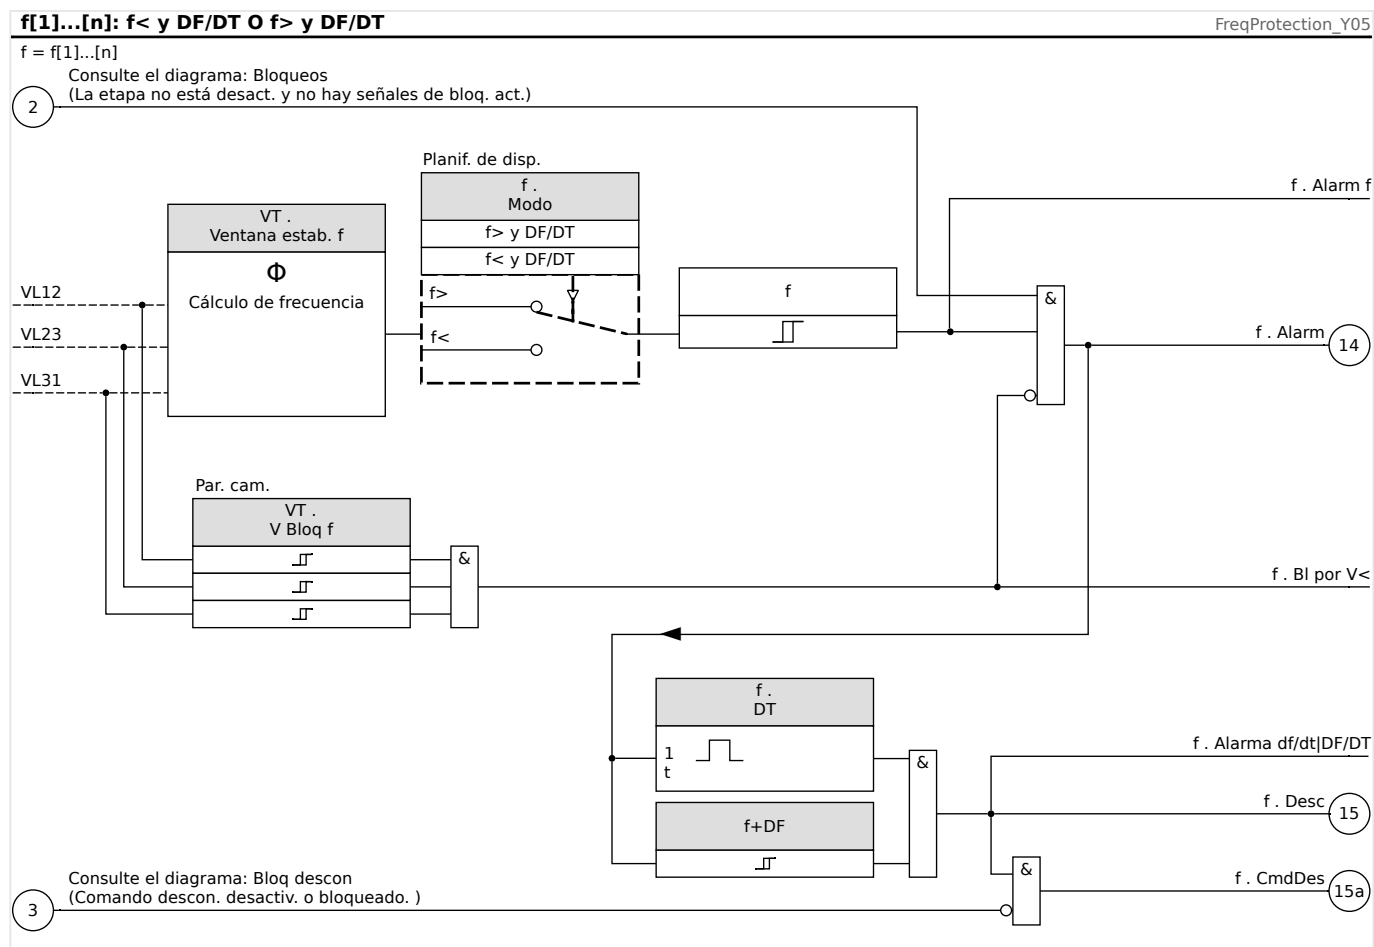 f[1]...[n]: f< y DF/DT O f> y DF/DT
FreqProtection_Y05
f = f[1]...[n]
Consulte el diagrama: Bloqueos
(La etapa no está desact. y no hay señales de bloq. act.)
2
Planif. de disp.
f .
Modo
f> y DF/DT
f< y DF/DT
f>
f<
VT .
Ventana estab. f
Φ
Cálculo de frecuencia
VL12
VL23
VL31
f
&
f . Alarm f
f . Alarm
14
Par. cam.
VT .
V Bloq f
&
f . Bl por V<
f .
DT
1
t
f+DF
&
f . Alarma df/dt|DF/DT
f . Desc
15
&
f . CmdDes
15a
Consulte el diagrama: Bloq descon
(Comando descon. desactiv. o bloqueado. )
3